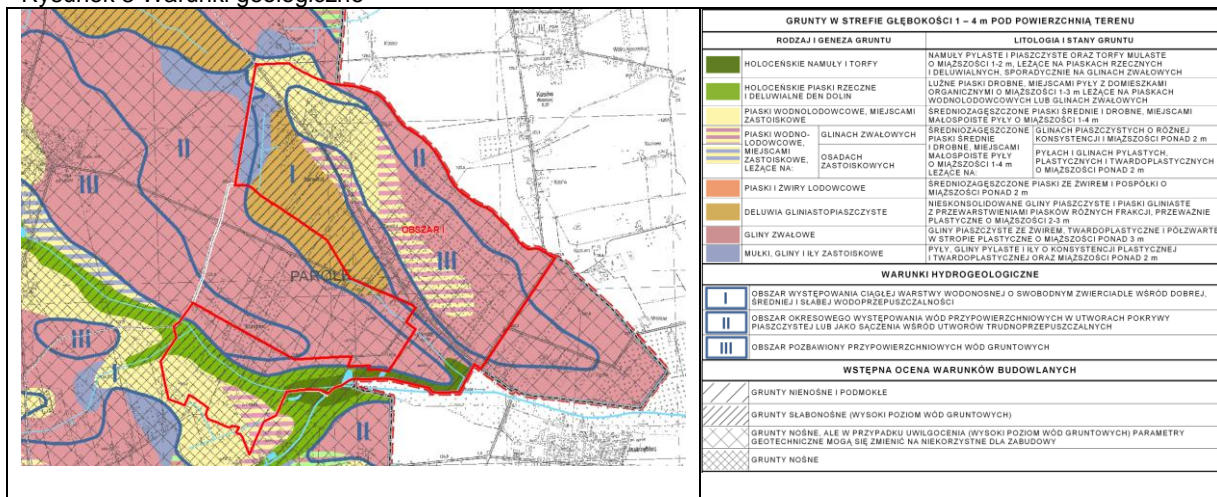 Rysunek 3 Warunki geologiczne
II
III
OBSZAR I
III
PAROLE
III
I
II
II
GRUNTY W STREFIE GŁĘBOKOŚCI 1 – 4 m POD POWIERZCHNIĄ TERENU
RODZAJ I GENEZA GRUNTU
LITOLOGIA I STANY GRUNTU
HOLOCEŃSKIE NAMUŁY I TORFY
NAMUŁY PYLASTE I PIASZCZYSTE ORAZ TORFY MULASTE
O MIĄŻSZOŚCI 1-2 m, LEŻĄCE NA PIASKACH RZECZNYCH
I DELUWIALNYCH, SPORADYCZNIE NA GLINACH ZWAŁOWYCH
HOLOCEŃSKIE PIASKI RZECZNE
I DELUWIALNE DEN DOLIN
LUŹNE PIASKI DROBNE, MIEJSCAMI PYŁY Z DOMIESZKAMI
ORGANICZNYMI O MIĄŻSZOŚCI 1-3 m LEŻĄCE NA PIASKACH
WODNOLODOWCOWYCH LUB GLINACH ZWAŁOWYCH
PIASKI WODNOLODOWCOWE, MIEJSCAMI
ZASTOISKOWE
ŚREDNIOZAGĘSZCZONE PIASKI ŚREDNIE I DROBNE, MIEJSCAMI
MAŁOSPOISTE PYŁY O MIĄŻSZOŚCI 1-4 m
PIASKI WODNO-
LODOWCOWE,
MIEJSCAMI
ZASTOISKOWE,
LEŻĄCE NA:
GLINACH ZWAŁOWYCH
OSADACH
ZASTOISKOWYCH
ŚREDNIOZAGĘSZCZONE
PIASKI ŚREDNIE
I DROBNE, MIEJSCAMI
MAŁOSPOISTE PYŁY
O MIĄŻSZOŚCI 1-4 m
LEŻĄCE NA:
GLINACH PIASZCZYSTYCH O RÓŻNEJ
KONSYSTENCJI I MIĄŻSZOŚCI PONAD 2 m
PYŁACH I GLINACH PYLASTYCH,
PLASTYCZNYCH I TWARDOPLASTYCZNYCH
O MIĄŻSZOŚCI PONAD 2 m
PIASKI I ŻWIRY LODOWCOWE
ŚREDNIOZAGĘSZCZONE PIASKI ZE ŻWIREM I POSPÓŁKI O
MIĄŻSZOŚCI PONAD 2 m
DELUWIA GLINIASTOPIASZCZYSTE
NIESKONSOLIDOWANE GLINY PIASZCZYSTE I PIASKI GLINIASTE
Z PRZEWARSTWIENIAMI PIASKÓW RÓŻNYCH FRAKCJI, PRZEWAŻNIE
PLASTYCZNE O MIĄŻSZOŚCI 2-3 m
GLINY ZWAŁOWE
GLINY PIASZCZYSTE ZE ŻWIREM, TWARDOPLASTYCZNE I PÓŁZWARTE
W STROPIE PLASTYCZNE O MIĄŻSZOŚCI PONAD 3 m
MUŁKI, GLINY I IŁY ZASTOISKOWE
PYŁY, GLINY PYLASTE I IŁY O KONSYSTENCJI PLASTYCZNEJ
I TWARDOPLASTYCZNEJ ORAZ MIĄŻSZOŚCI PONAD 2 m
WARUNKI HYDROGEOLOGICZNE
I
OBSZAR WYSTĘPOWANIA CIĄGŁEJ WARSTWY WODONOSNEJ O SWOBODNYM ZWIERCIADLE WŚRÓD DOBREJ,
ŚREDNIEJ I SŁABEJ WODOPRZEPUSZCZALNOŚCI
II
OBSZAR OKRESOWEGO WYSTĘPOWANIA WÓD PRZYPOWIERZCHNIOWYCH W UTWORACH POKRYWY
PIASZCZYSTEJ LUB JAKO SĄCZENIA WŚRÓD UTWORÓW TRUDNOPRZEPUSZCZALNYCH
III
OBSZAR POZBAWIONY PRZYPOWIERZCHNIOWYCH WÓD GRUNTOWYCH
WSTĘPNA OCENA WARUNKÓW BUDOWLANYCH
GRUNTY NIENOŚNE I PODMOKŁE
GRUNTY SŁABONOŚNE (WYSOKI POZIOM WÓD GRUNTOWYCH)
GRUNTY NOŚNE, ALE W PRZYPADKU UWILGOCENIA (WYSOKI POZIOM WÓD GRUNTOWYCH) PARAMETRY
GEOTECHNICZNE MOGĄ SIĘ ZMIENIĆ NA NIEKORZYSTNE DLA ZABUDOWY
GRUNTY NOŚNE